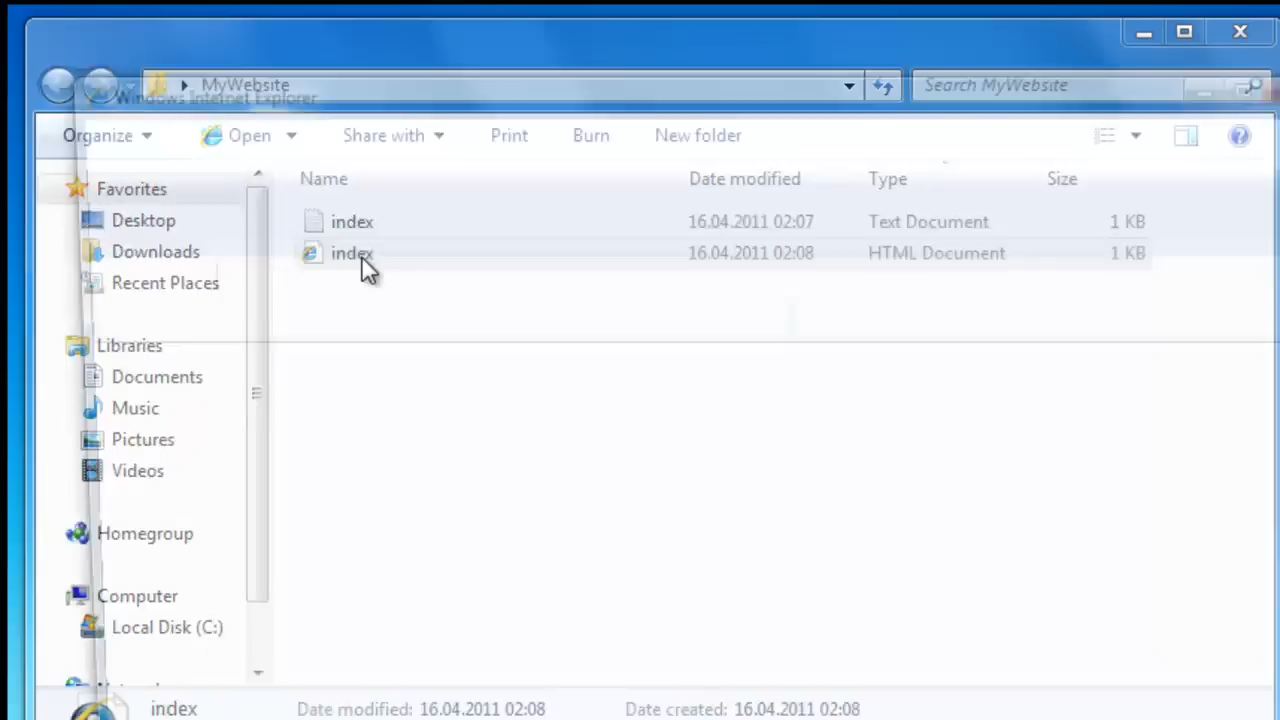 MyWebsite
Search MyWebsite
Windows Internet Explorer
Organize Open Share with Print Burn New folder
Name Date modified Type Size
Favorites
Desktop
Downloads
Recent Places
Libraries
Documents
Music
Pictures
Videos
Homegroup
Computer
Local Disk (C:)
index 16.04.2011 02:07 Text Document 1 KB
index 16.04.2011 02:08 HTML Document 1 KB
index Date modified: 16.04.2011 02:08 Date created: 16.04.2011 02:08